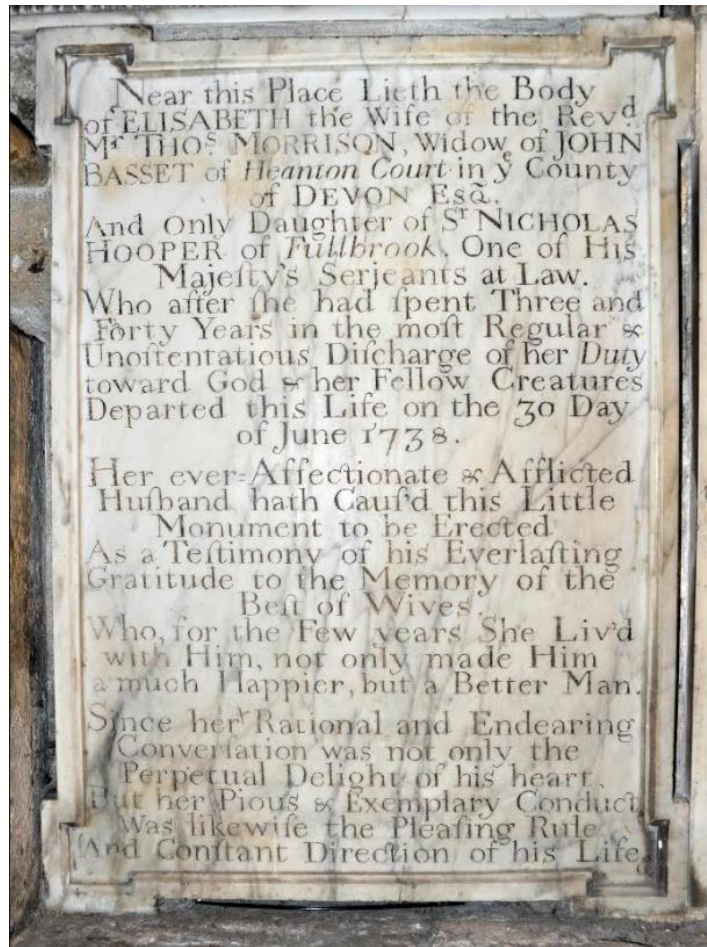 Near this Place Lieth the Body
of ELISABETH the Wife of the Revᵈ.
Mʳ THOˢ. MORRISON, Widow of JOHN
BASSET of Heanton Court in yᵉ County
of DEVON Esq̃.
And Only Daughter of Sʳ NICHOLAS
HOOPER of Fullbrook. One of His
Majeſty's Serjeants at Law.
Who after ſhe had ſpent Three and
Forty Years in the moſt Regular &
Unoſtentatious Diſcharge of her Duty
toward God & her Fellow Creatures
Departed this Life on the 30 Day
of June 1738.
Her ever=Affectionate & Afflicted
Huſband hath Cauſ'd this Little
Monument to be Erected
As a Teſtimony of his Everlaſting
Gratitude to the Memory of the
Beſt of Wives.
Who, for the Few years She Liv'd
with Him, not only made Him
a much Happier, but a Better Man.
Since her Rational and Endearing
Converſation was not only the
Perpetual Delight of his heart,
But her Pious & Exemplary Conduct
Was likewiſe the Pleaſing Rule
And Conſtant Direction of his Life.